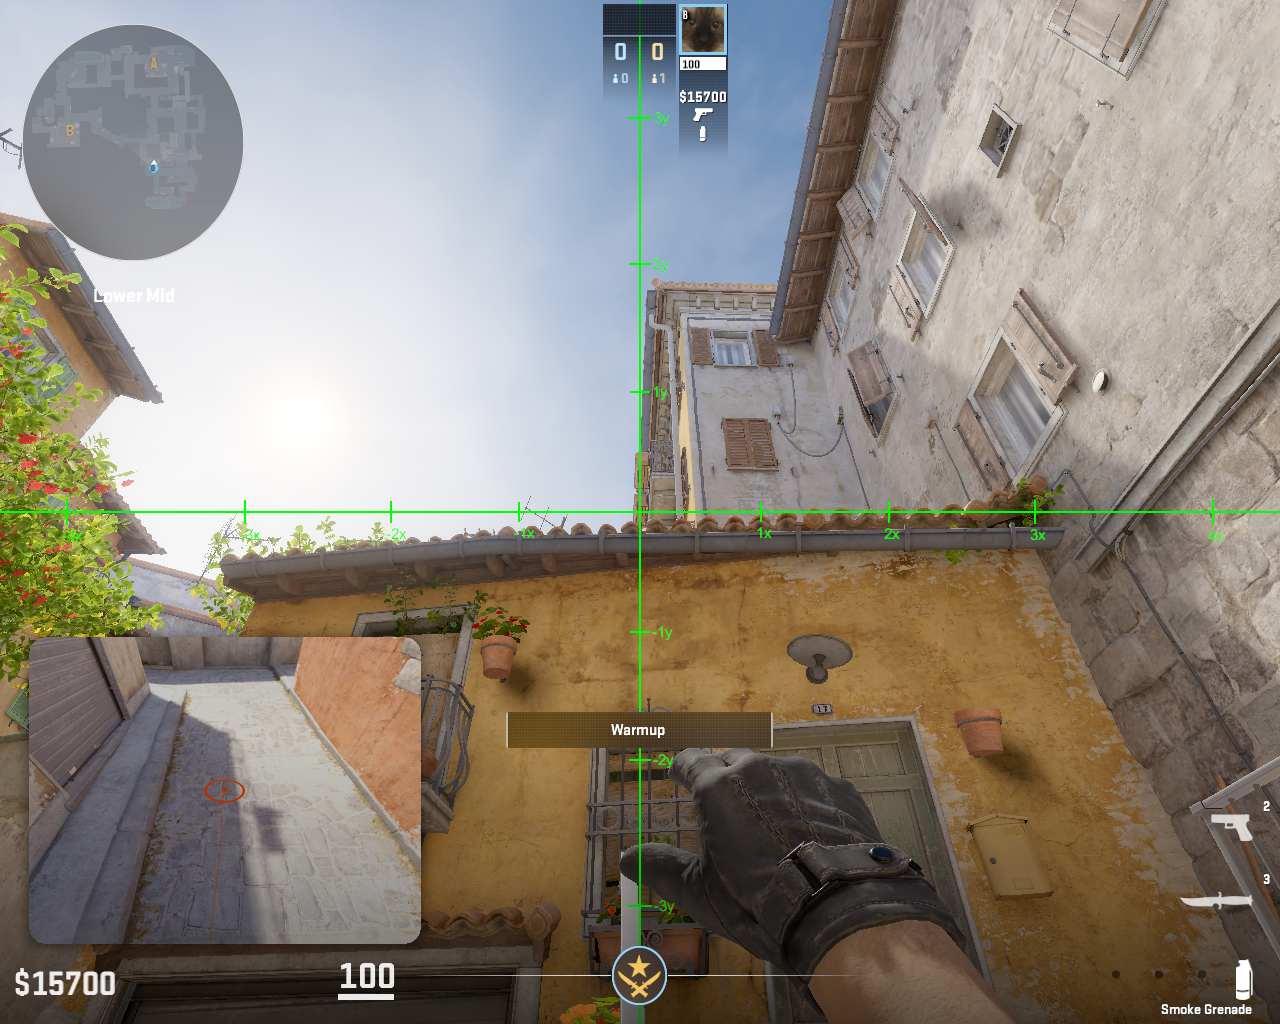 B
A
B
0 0
0 1
100
$15700
3y
2y
1y
Lower Mid
-3x -2x -1x 1x 2x 3x 4x
-1y
13
Warmup
-2y
2
3
-3y
$15700
100
Smoke Grenade